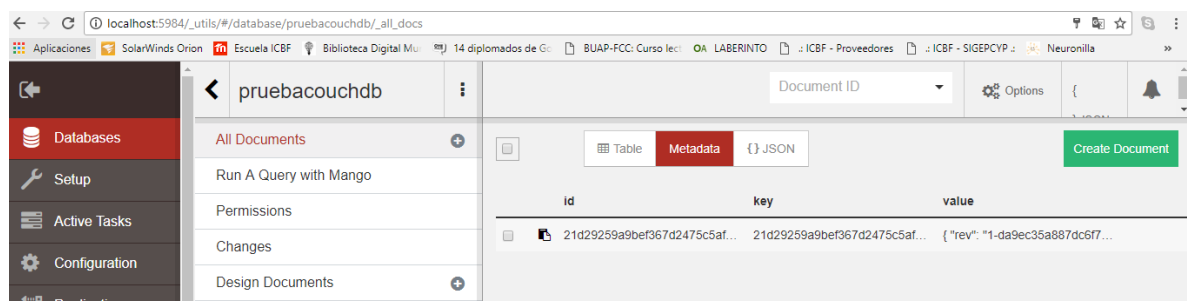 localhost:5984/_utils/#/database/pruebacouchdb/_all_docs
Aplicaciones SolarWinds Orion Escuela ICBF Biblioteca Digital Mu 14 diplomados de Go BUAP-FCC: Curso lect OA LABERINTO .: ICBF - Proveedores .: ICBF - SIGEPCYP .: Neuronilla »
pruebacouchdb
Document ID
Options
{
Databases
Setup
Active Tasks
Configuration
All Documents
Run A Query with Mango
Permissions
Changes
Design Documents
Table Metadata {} JSON
Create Document
id key value
21d29259a9bef367d2475c5af... 21d29259a9bef367d2475c5af... { "rev": "1-da9ec35a887dc6f7...